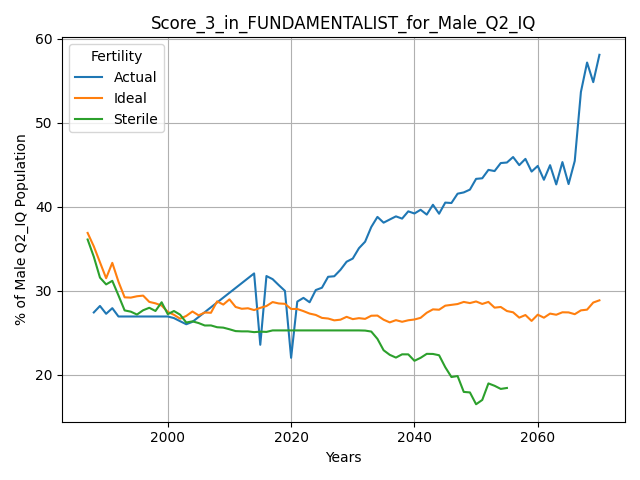 Score_3_in_FUNDAMENTALIST_for_Male_Q2_IQ
Fertility
Actual
Ideal
Sterile
% of Male Q2_IQ Population
60
50
40
30
20
2000
2020
2040
2060
Years